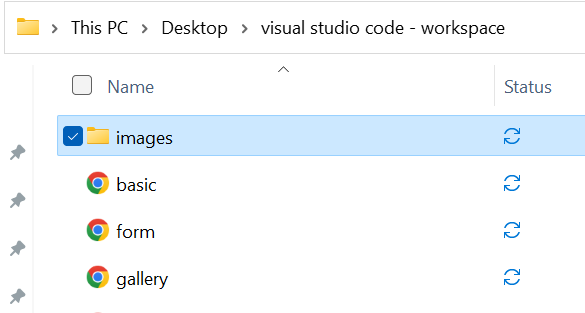 This PC > Desktop > visual studio code - workspace
Name Status
images
basic
form
gallery